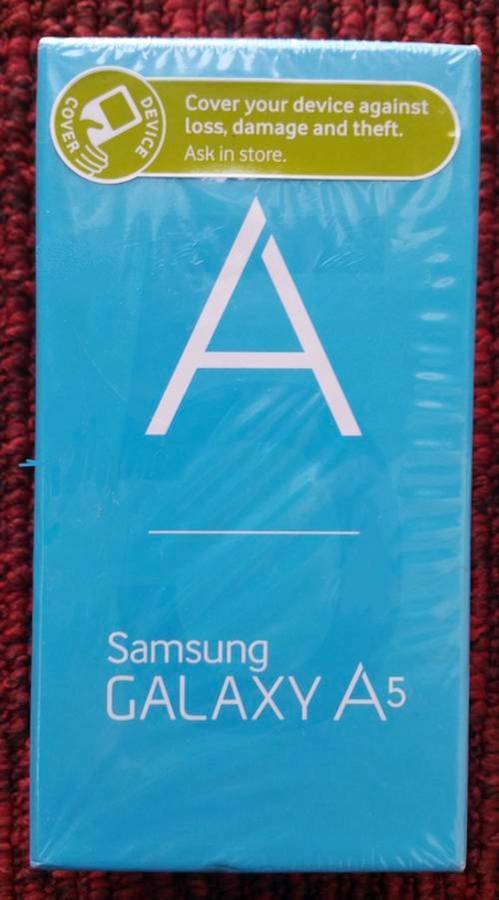 COVER DEVICE
Cover your device against
loss, damage and theft.
Ask in store.
A
Samsung
GALAXY A5